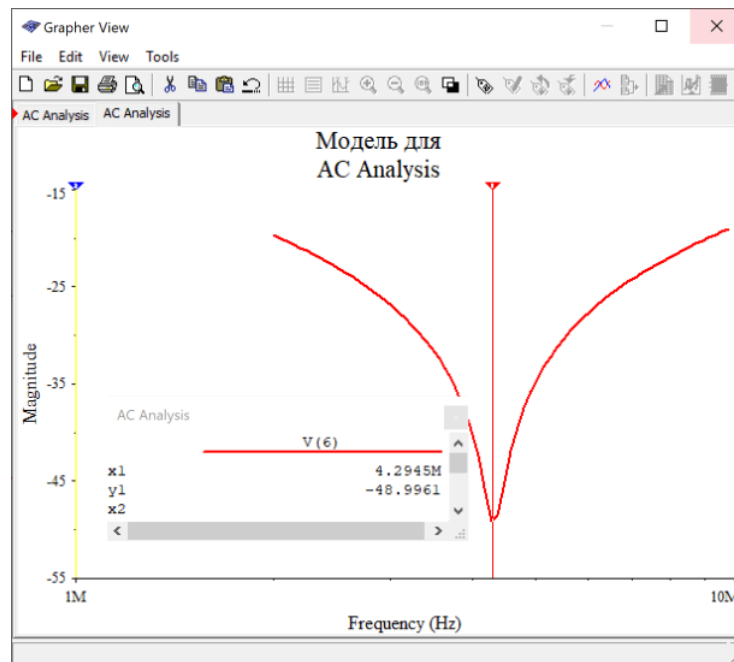 Grapher View
File Edit View Tools
AC Analysis AC Analysis
Модель для
AC Analysis
-15
-25
-35
-45
-55
Magnitude
AC Analysis
V(6)
x1 4.2945M
y1 -48.9961
x2
1M 10M
Frequency (Hz)